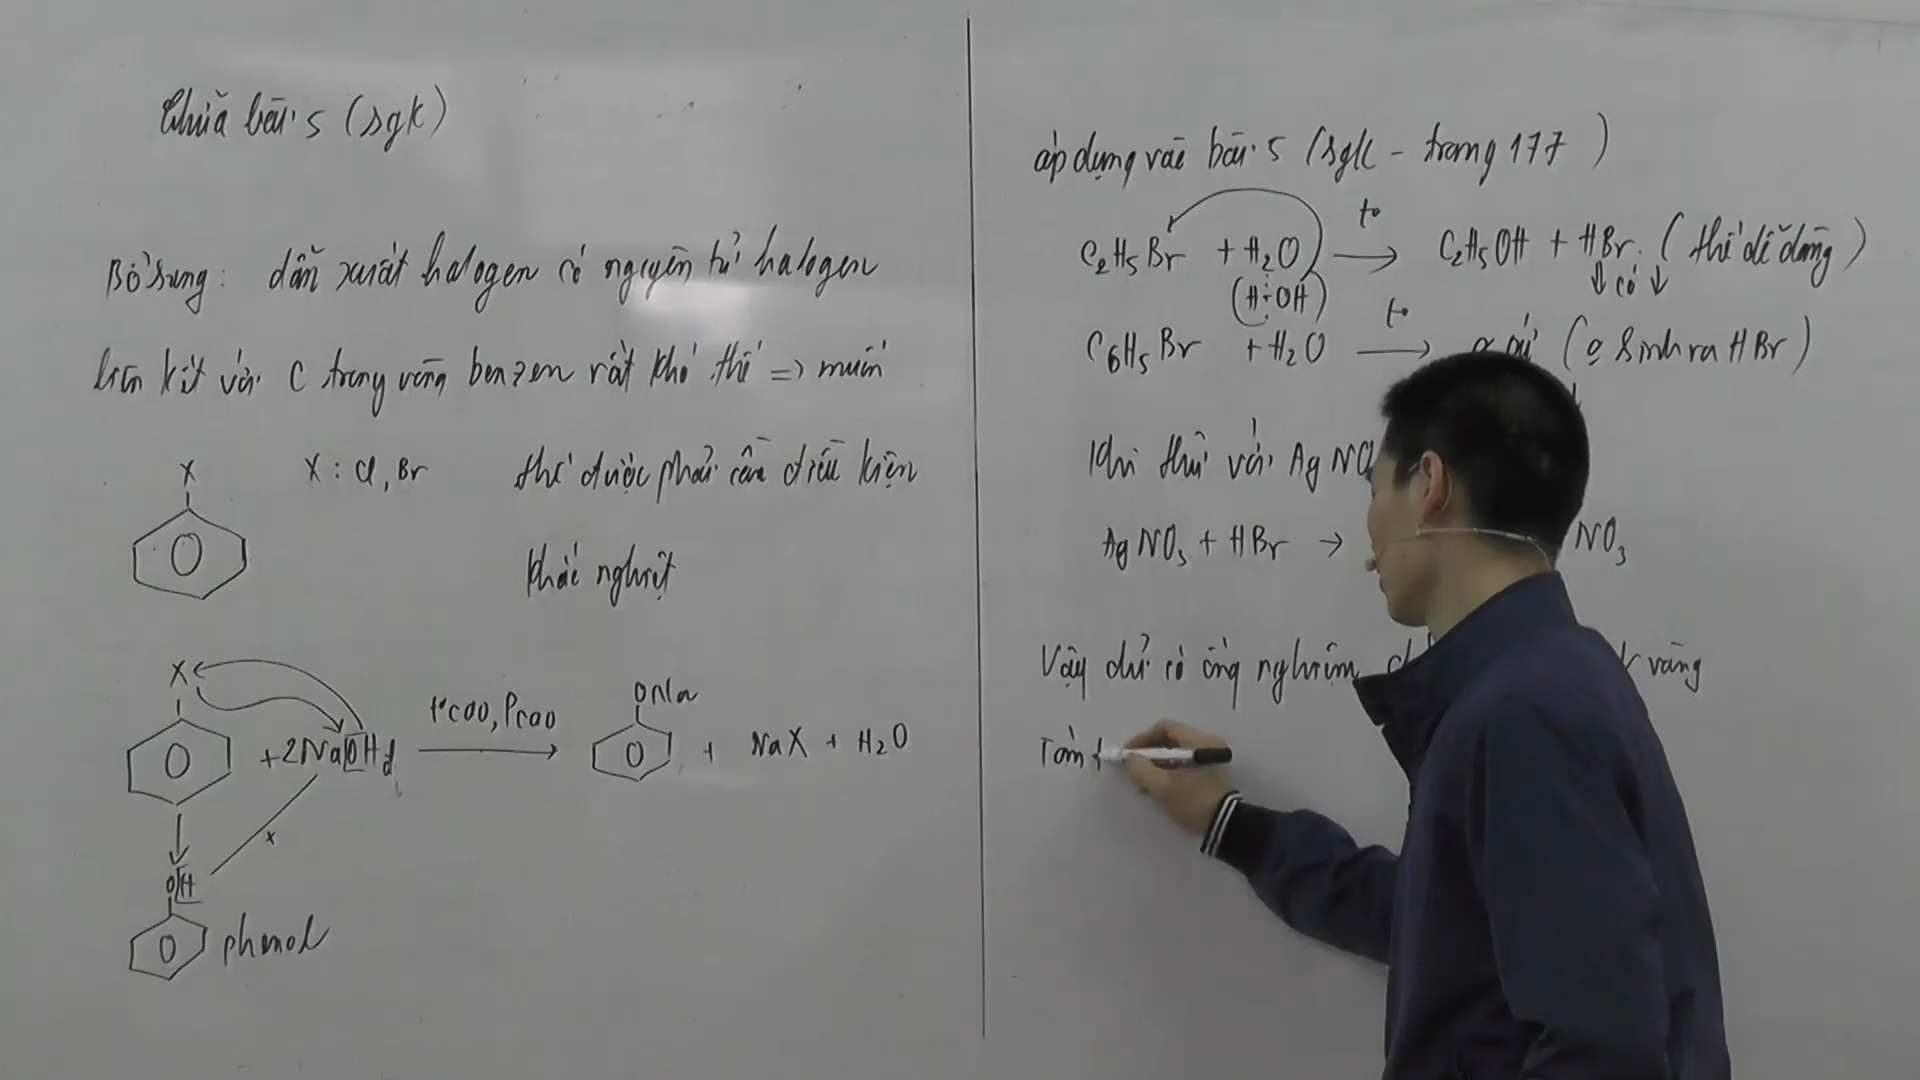 Chữa bài 5 (sgk)
Bổ sung: dẫn xuất halogen có nguyên tử halogen
liên kết với C trong vòng benzen rất khó thế => muốn
X
X : Cl, Br
thế được phải cần điều kiện
khắc nghiệt
X
+ 2NaOHđ
t°cao, Pcao
ONa
+ NaX + H2O
x
OH
phenol
áp dụng vào bài 5 (sgk - trang 177)
C2H5Br + H2O t° → C2H5OH + HBr. (thế dễ dàng)
(H÷OH)
⇓ có ↓
C6H5Br + H2O t° → (o sinh ra HBr)
Khi thử với AgNO
AgNO3 + HBr → NO3
Vậy chỉ có ống nghiệm vàng